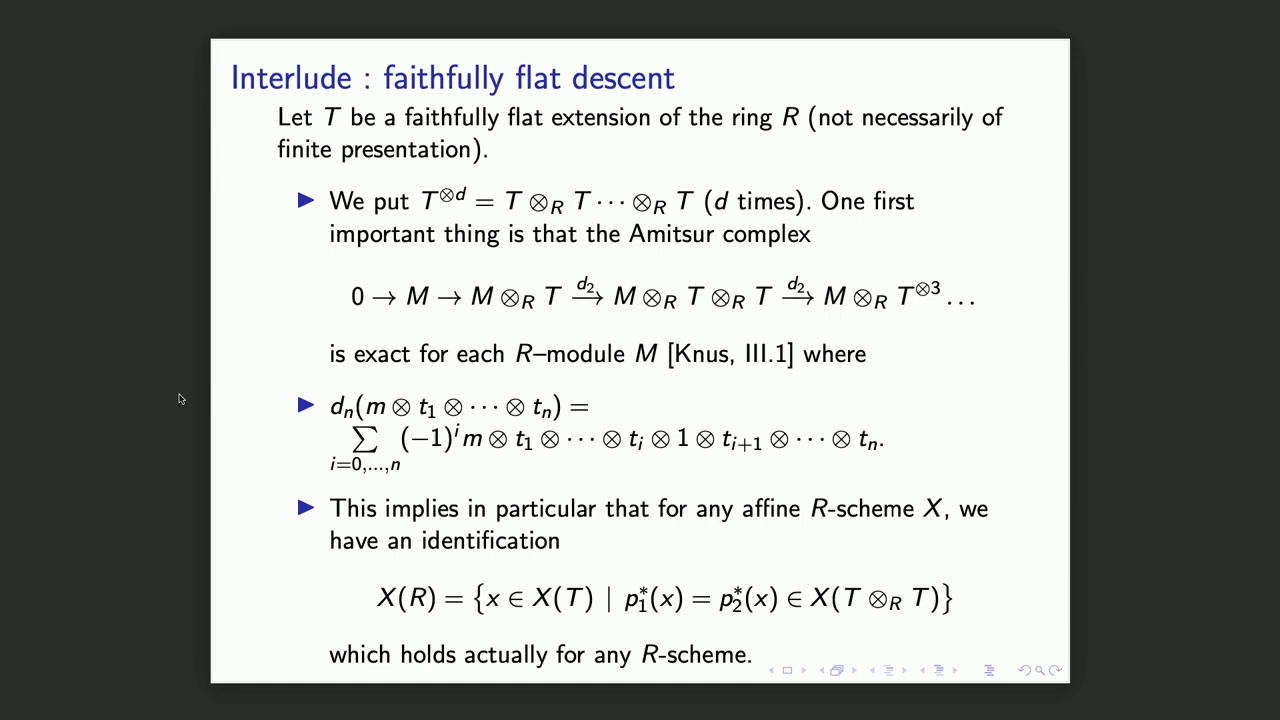 Interlude : faithfully flat descent
Let T be a faithfully flat extension of the ring R (not necessarily of
finite presentation).
▶ We put T^{⊗d} = T ⊗_R T ··· ⊗_R T (d times). One first
important thing is that the Amitsur complex
0 → M → M ⊗_R T \xrightarrow{d_2} M ⊗_R T ⊗_R T \xrightarrow{d_2} M ⊗_R T^{⊗3} ...
is exact for each R–module M [Knus, III.1] where
▶ d_n(m ⊗ t_1 ⊗ ··· ⊗ t_n) =
\sum_{i=0,...,n} (−1)^i m ⊗ t_1 ⊗ ··· ⊗ t_i ⊗ 1 ⊗ t_{i+1} ⊗ ··· ⊗ t_n.
▶ This implies in particular that for any affine R-scheme X, we
have an identification
X(R) = {x ∈ X(T) | p_1^*(x) = p_2^*(x) ∈ X(T ⊗_R T)}
which holds actually for any R-scheme.